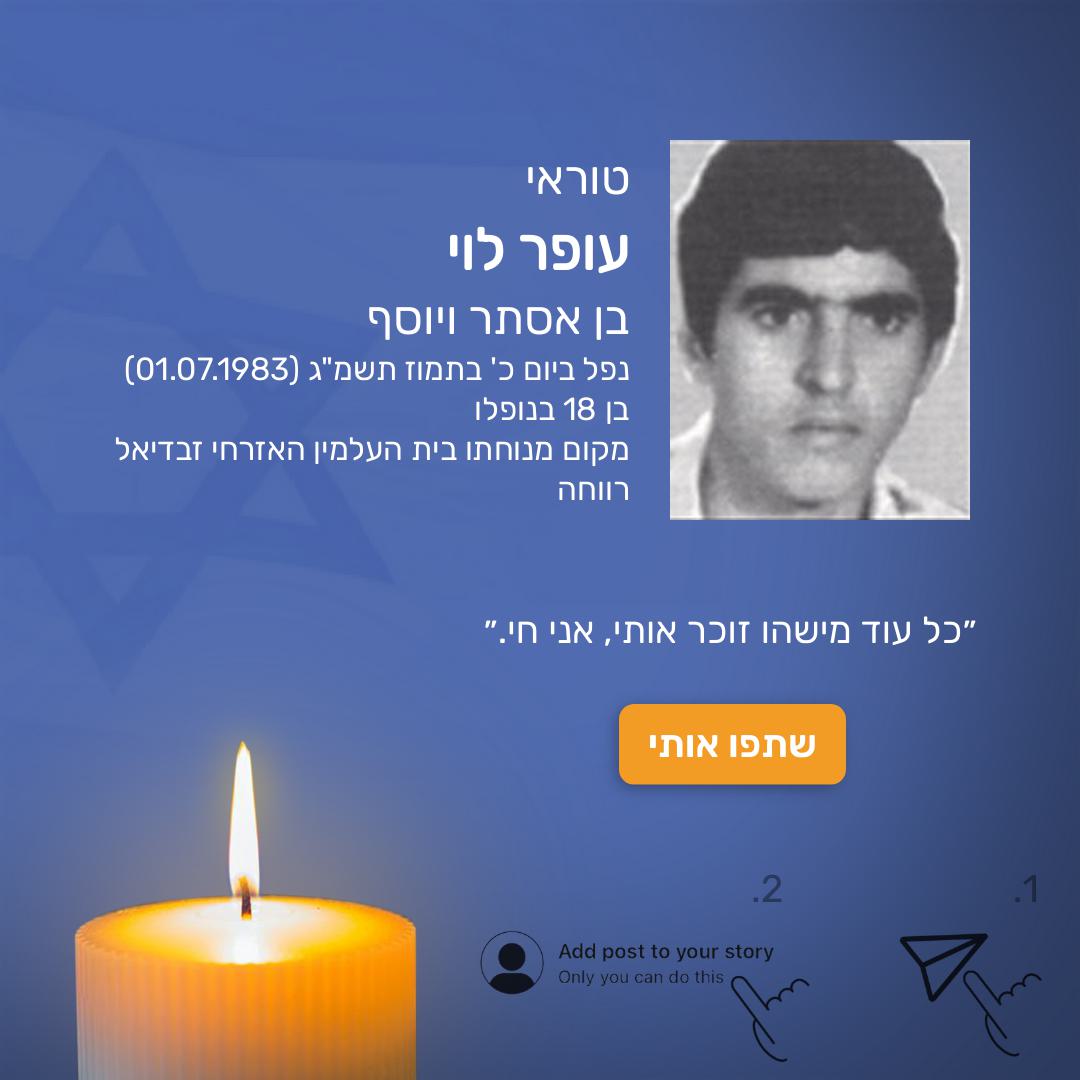 טוראי
עופר לוי
בן אסתר ויוסף
נפל ביום כ' בתמוז תשמ"ג (01.07.1983)
בן 18 בנופלו
מקום מנוחתו בית העלמין האזרחי זבדיאל
רווחה
״כל עוד מישהו זוכר אותי, אני חי.״
שתפו אותי
.1
.2
Add post to your story
Only you can do this